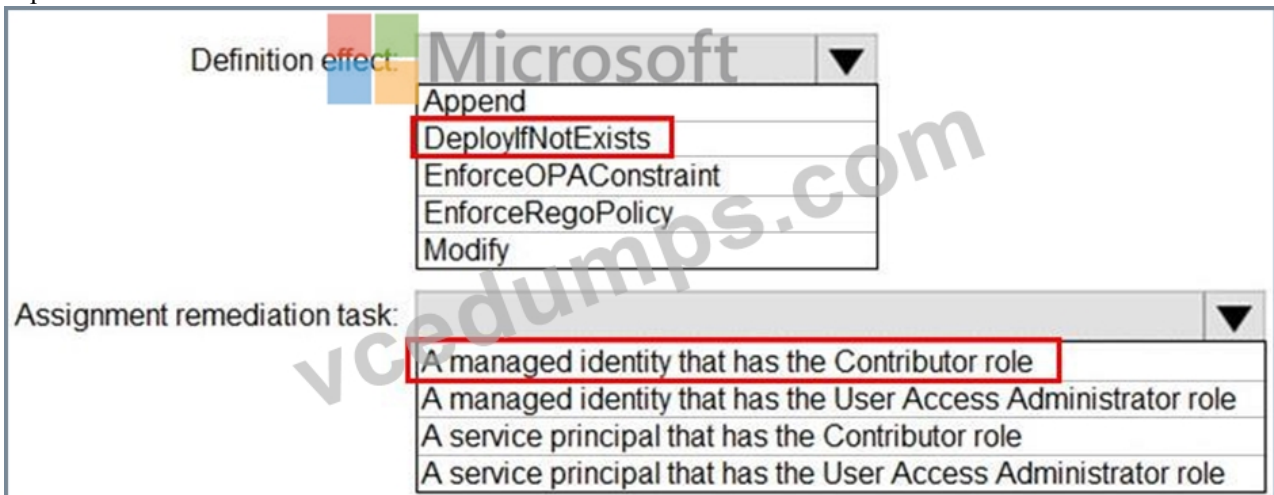 Definition effect:
Microsoft
Append
DeployIfNotExists
EnforceOPAConstraint
EnforceRegoPolicy
Modify
Assignment remediation task:
A managed identity that has the Contributor role
A managed identity that has the User Access Administrator role
A service principal that has the Contributor role
A service principal that has the User Access Administrator role
vcedumps.com